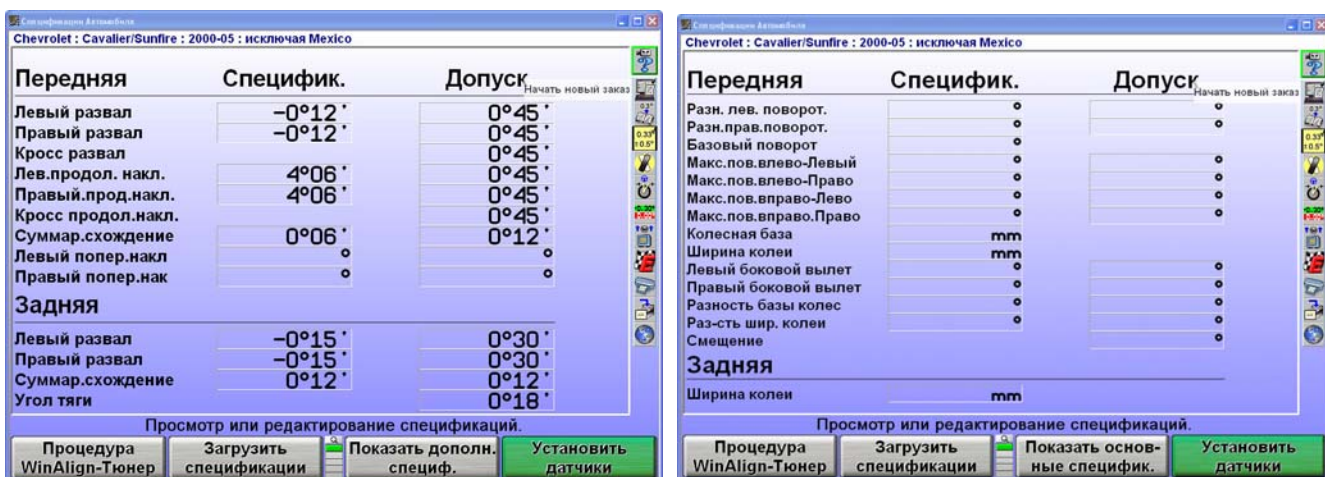 Спецификации Автомобиля
Chevrolet : Cavalier/Sunfire : 2000-05 : исключая Mexico
Передняя Специфик. Допуск
Начать новый заказ
Левый развал −0°12' 0°45'
Правый развал −0°12' 0°45'
Кросс развал 0°45'
Лев.продол. накл. 4°06' 0°45'
Правый.прод.накл. 4°06' 0°45'
Кросс продол.накл. 0°45'
Суммар.схождение 0°06' 0°12'
Левый попер.накл ° °
Правый попер.нак ° °
Задняя
Левый развал −0°15' 0°30'
Правый развал −0°15' 0°30'
Суммар.схождение 0°12' 0°12'
Угол тяги 0°18'
Просмотр или редактирование спецификаций.
Процедура WinAlign-Тюнер
Загрузить спецификации
Показать дополн. специф.
Установить датчики
Спецификации Автомобиля
Chevrolet : Cavalier/Sunfire : 2000-05 : исключая Mexico
Передняя Специфик. Допуск
Начать новый заказ
Разн. лев. поворот. ° °
Разн.прав.поворот. ° °
Базовый поворот °
Макс.пов.влево-Левый ° °
Макс.пов.влево-Право ° °
Макс.пов.вправо-Лево ° °
Макс.пов.вправо.Право ° °
Колесная база mm
Ширина колеи mm
Левый боковой вылет ° °
Правый боковой вылет ° °
Разность базы колес ° °
Раз-сть шир. колеи ° °
Смещение °
Задняя
Ширина колеи mm
Просмотр или редактирование спецификаций.
Процедура WinAlign-Тюнер
Загрузить спецификации
Показать основ-
ные специфик.
Установить датчики